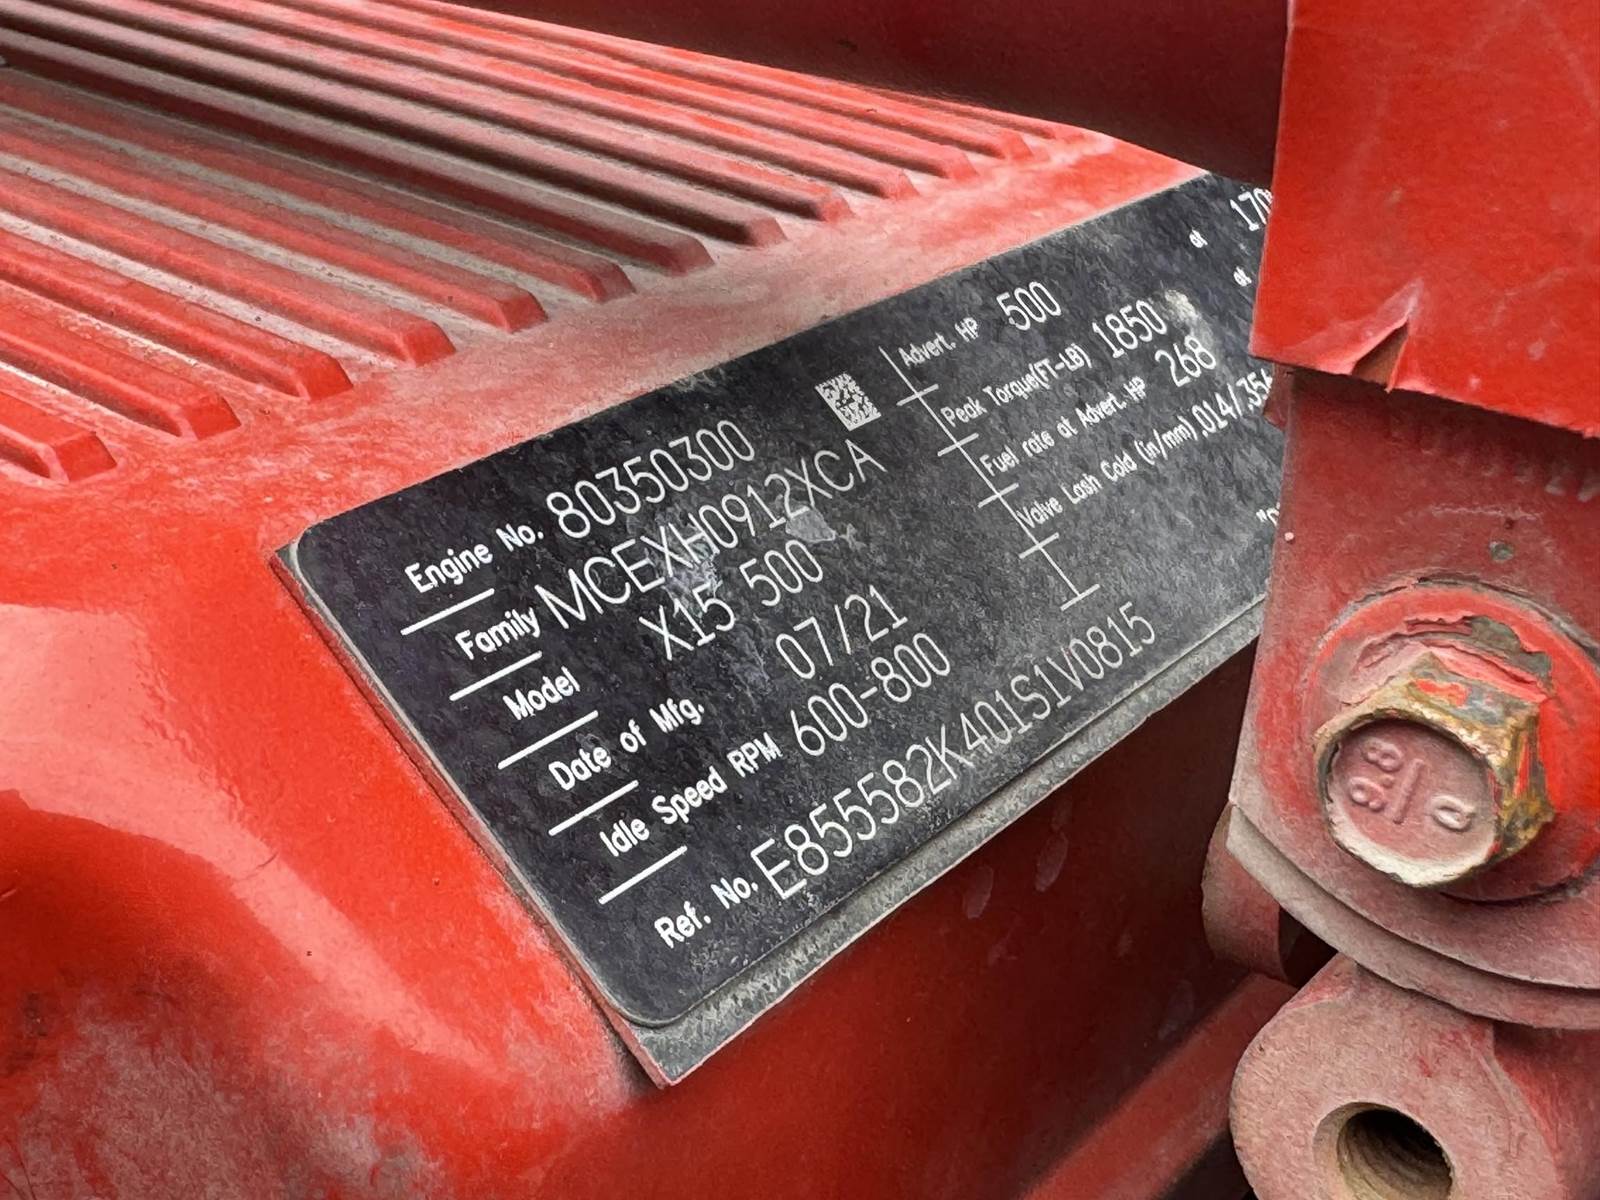 Engine No. 80350300
Family MCEXH0912XCA
Model X15 500
Date of Mfg. 07/21
Idle Speed RPM 600-800
Ref. No. E855582K401S1V0815
Advert. HP 500 at
Peak Torque(FT-LB) 1850 at
Fuel rate at Advert. HP 268
Valve Lash Cold (in/mm) .014/.35
8